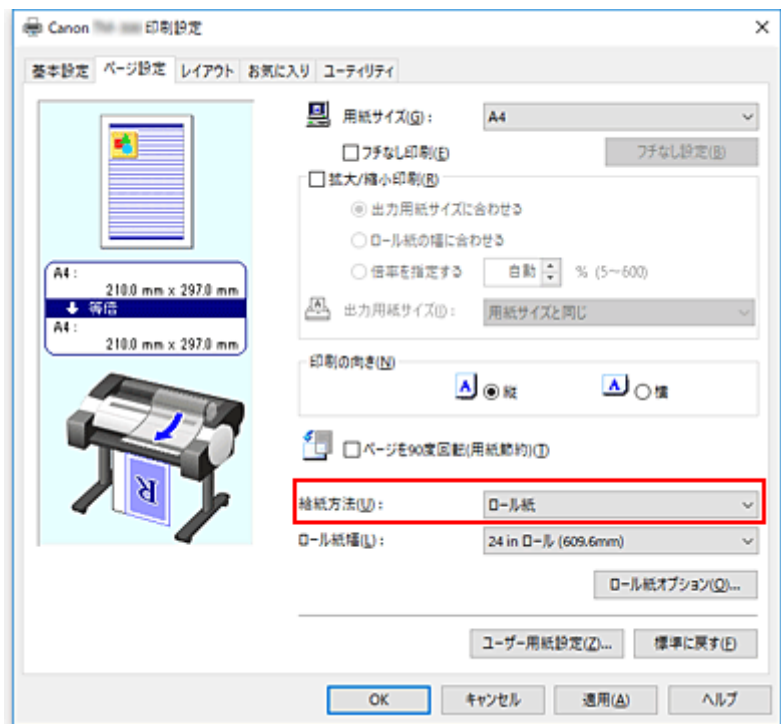 Canon 印刷設定
基本設定 ページ設定 レイアウト お気に入り ユーティリティ
用紙サイズ(G): A4
フチなし印刷(E) フチなし設定(B)
拡大/縮小印刷(R)
出力用紙サイズに合わせる
ロール紙の幅に合わせる
倍率を指定する 自動 % (5～600)
出力用紙サイズ(I): 用紙サイズと同じ
A4:
210.0 mm x 297.0 mm
等倍
A4:
210.0 mm x 297.0 mm
印刷の向き(N)
A 縦 A 横
ページを90度回転(用紙節約)(T)
R
給紙方法(U): ロール紙
ロール紙幅(L): 24 in ロール (609.6mm)
ロール紙オプション(O)...
ユーザー用紙設定(Z)... 標準に戻す(F)
OK キャンセル 適用(A) ヘルプ